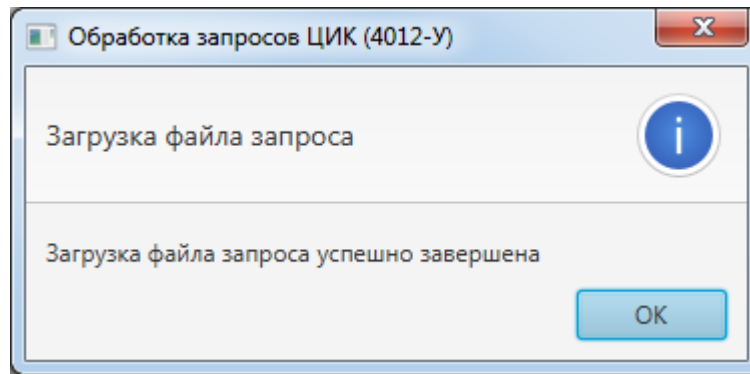 Обработка запросов ЦИК (4012-У)
Загрузка файла запроса
Загрузка файла запроса успешно завершена
OK